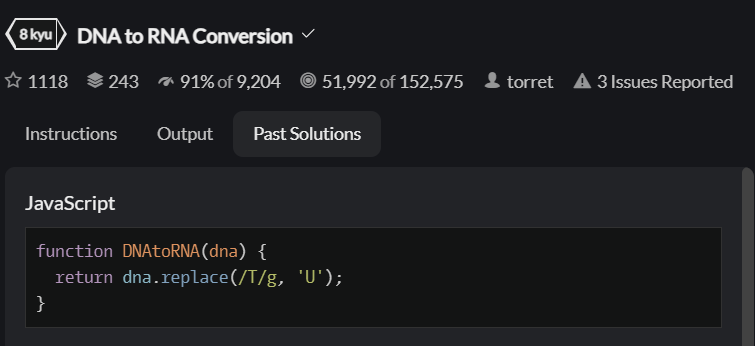 8 kyu DNA to RNA Conversion
1118 243 91% of 9,204 51,992 of 152,575 torret 3 Issues Reported
Instructions Output Past Solutions
JavaScript
function DNAtoRNA(dna) {
  return dna.replace(/T/g, 'U');
}